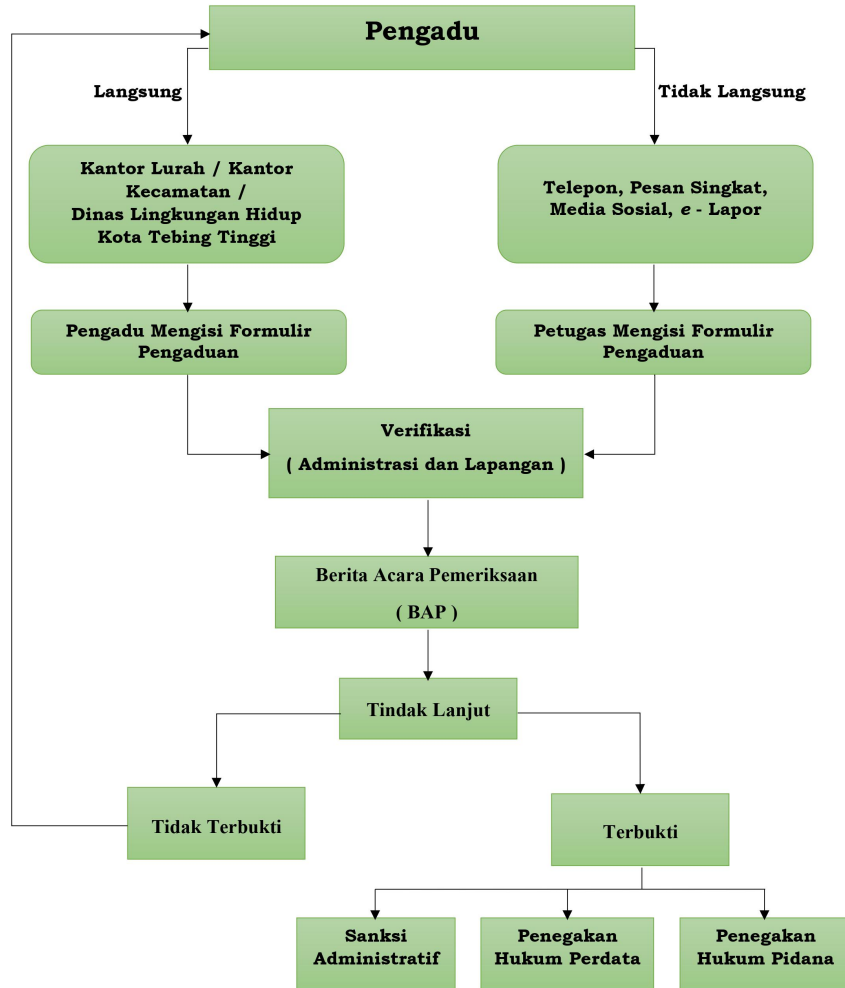 Pengadu
Langsung
Tidak Langsung
Kantor Lurah / Kantor
Kecamatan /
Dinas Lingkungan Hidup
Kota Tebing Tinggi
Telepon, Pesan Singkat,
Media Sosial, e - Lapor
Pengadu Mengisi Formulir
Pengaduan
Petugas Mengisi Formulir
Pengaduan
Verifikasi
( Administrasi dan Lapangan )
Berita Acara Pemeriksaan
( BAP )
Tindak Lanjut
Tidak Terbukti
Terbukti
Sanksi
Administratif
Penegakan
Hukum Perdata
Penegakan
Hukum Pidana